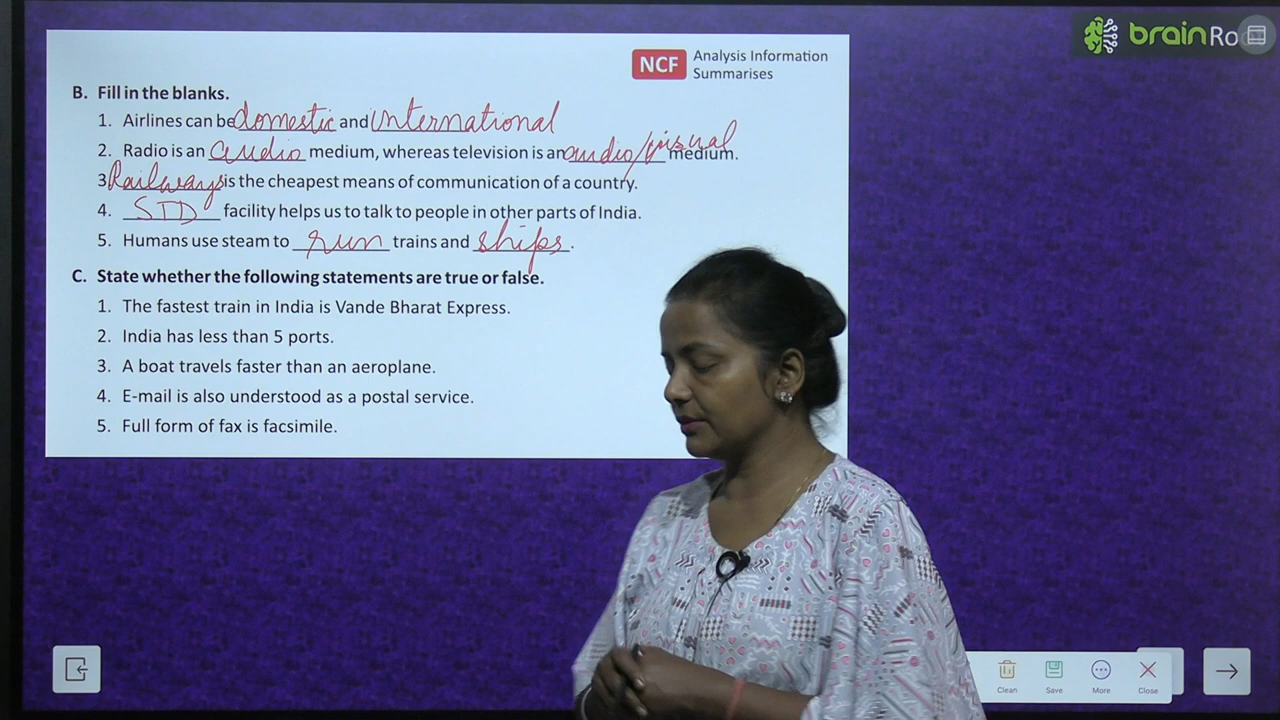 brainRo
NCF Analysis Information
Summarises
B. Fill in the blanks.
1. Airlines can be domestic and international
2. Radio is an audio medium, whereas television is an audio/visual medium.
3 Railways is the cheapest means of communication of a country.
4. STD facility helps us to talk to people in other parts of India.
5. Humans use steam to run trains and ships.
C. State whether the following statements are true or false.
1. The fastest train in India is Vande Bharat Express.
2. India has less than 5 ports.
3. A boat travels faster than an aeroplane.
4. E-mail is also understood as a postal service.
5. Full form of fax is facsimile.
Clean Save More Close